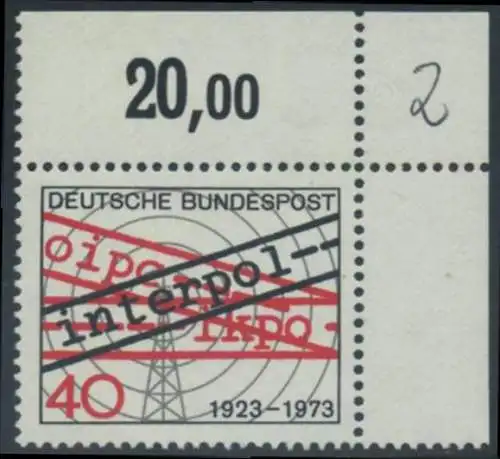 20,00
2
DEUTSCHE BUNDESPOST
oipc
interpol--
ikpo -
40
1923-1973